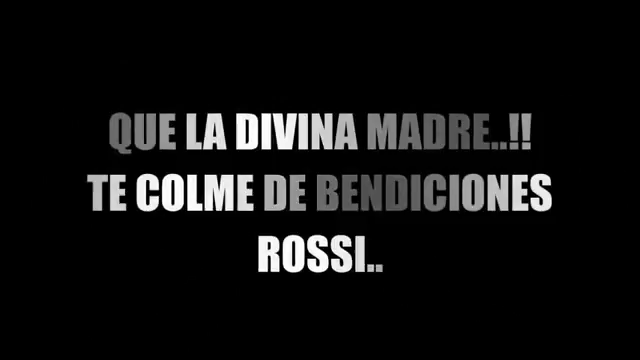 QUE LA DIVINA MADRE..!!
TE COLME DE BENDICIONES
ROSSI..